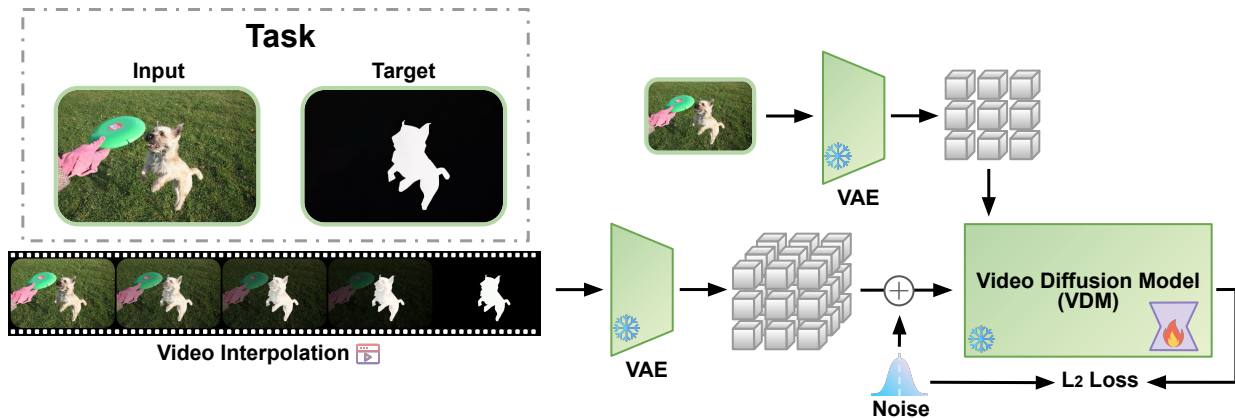 Task
Input
Target
Video Interpolation
VAE
VAE
Video Diffusion Model
(VDM)
L2 Loss
Noise